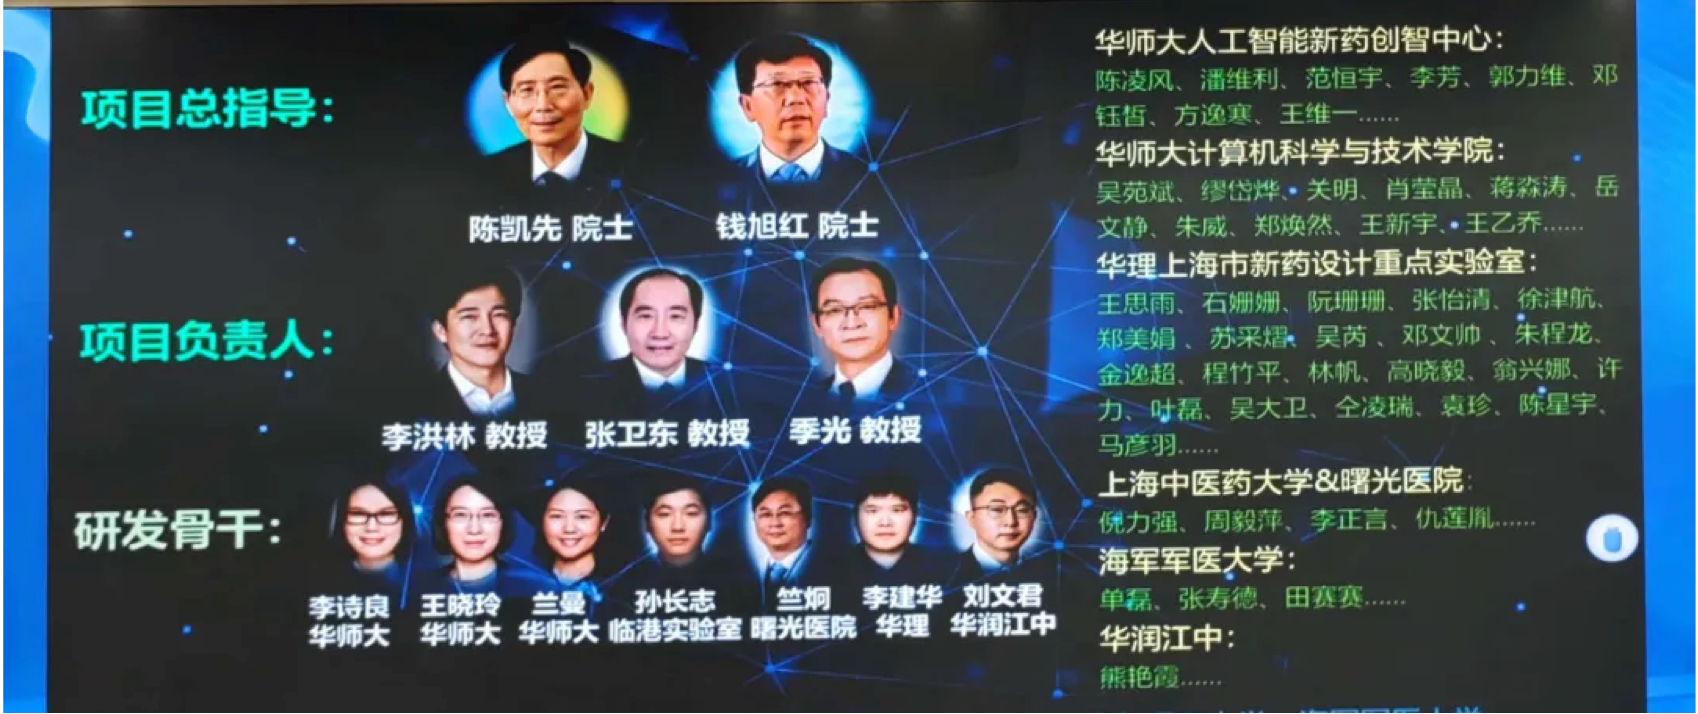 项目总指导：
陈凯先 院士
钱旭红 院士
项目负责人：
李洪林 教授
张卫东 教授
季光 教授
研发骨干：
李诗良
华师大
王晓玲
华师大
兰曼
华师大
孙长志
临港实验室
竺炯
曙光医院
李建华
华理
刘文君
华润江中
华师大人工智能新药创智中心：
陈凌风、潘维利、范恒宇、李芳、郭力维、邓
钰皙、方逸寒、王维一……
华师大计算机科学与技术学院：
吴苑斌、缪岱烨、关明、肖莹晶、蒋淼涛、岳
文静、朱威、郑焕然、王新宇、王乙乔……
华理上海市新药设计重点实验室：
王思雨、石姗姗、阮珊珊、张怡清、徐津航、
郑美娟 、苏采熠、吴芮 、邓文帅 、朱程龙、
金逸超、程竹平、林帆、高晓毅、翁兴娜、许
力、叶磊、吴大卫、仝凌瑞、袁珍、陈星宇、
马彦羽……
上海中医药大学&曙光医院：
倪力强、周毅萍、李正言、仇莲胤……
海军军医大学：
单磊、张寿德、田赛赛……
华润江中：
熊艳霞……